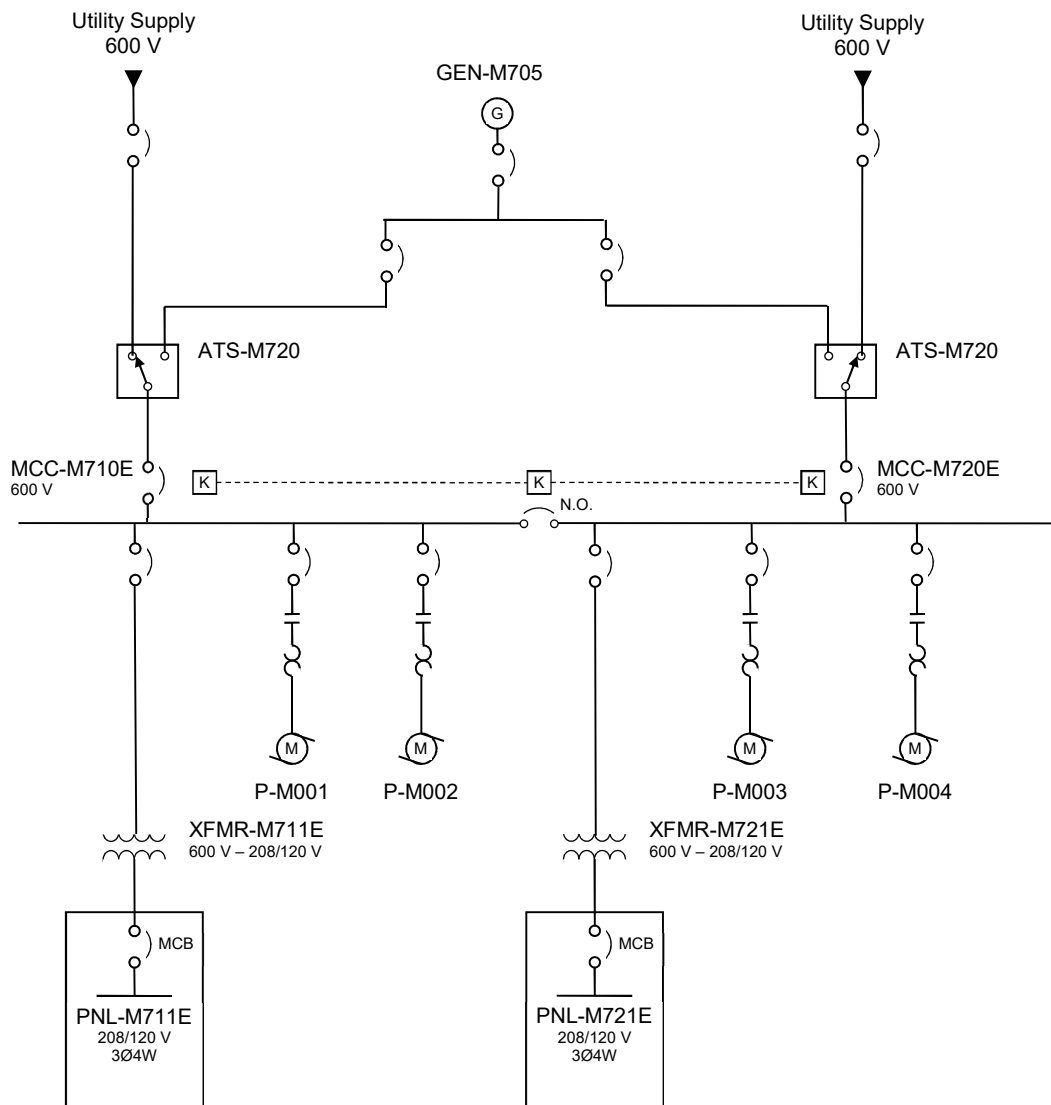 Utility Supply
600 V
Utility Supply
600 V
GEN-M705
G
ATS-M720
ATS-M720
MCC-M710E
600 V
K
K
K
MCC-M720E
600 V
N.O.
M
M
M
M
P-M001
P-M002
P-M003
P-M004
XFMR-M711E
600 V – 208/120 V
XFMR-M721E
600 V – 208/120 V
MCB
MCB
PNL-M711E
208/120 V
3Ø4W
PNL-M721E
208/120 V
3Ø4W